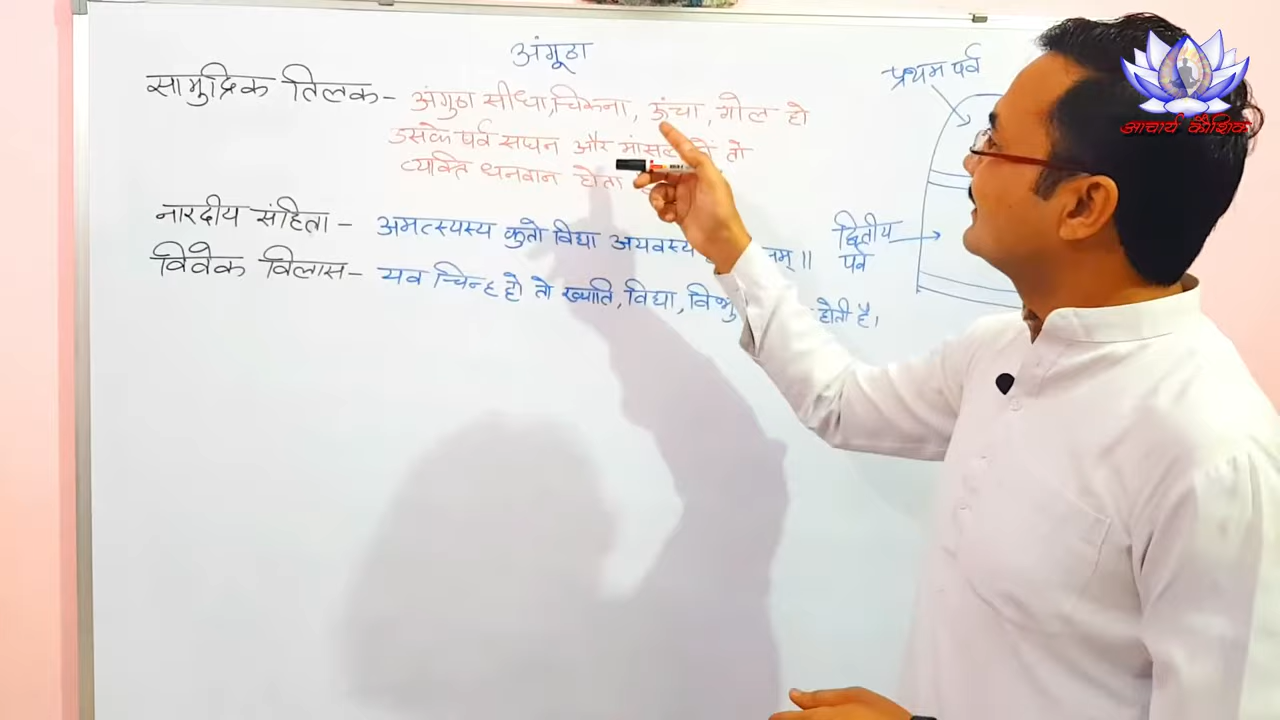 अंगूठा
सामुद्रिक तिलक - अंगुठा सीधा, चिकना, ऊंचा, गोल हो
उसके पर्व सघन और मांसल तो
व्यक्ति धनवान होता
नारदीय संहिता - अमत्स्यस्य कुतो विद्या अयवस्य ॥
विवेक विलास - यव चिन्ह हो तो ख्याति, विद्या, होती है।
प्रथम पर्व
द्वितीय
पर्व
आचार्य कौशिक